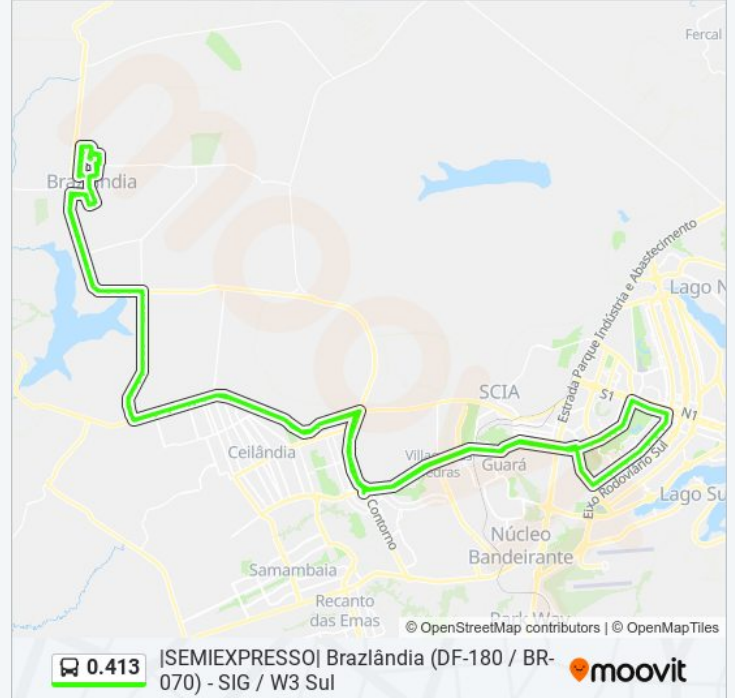 Fercal
Brazlândia
Estrada Parque Indústria e Abastecimento
Lago N
SCIA
S1
N1
Ceilândia
Guará
Eixo Rodoviário Sul
Lago Su
Contorno
Núcleo
Bandeirante
Samambaia
Recanto
das Emas
Park Way
© OpenStreetMap contributors | © OpenMapTiles
0.413
|SEMIEXPRESSO| Brazlândia (DF-180 / BR-
070) - SIG / W3 Sul
moovit